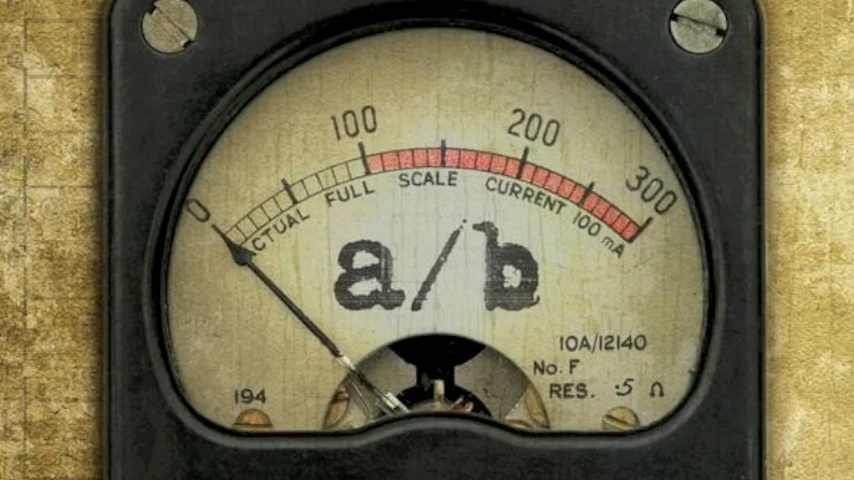 0 100 200 300
CTUAL FULL SCALE CURRENT 100 mA
a/b
10A/12140
No. F
194
RES. .5 Ω